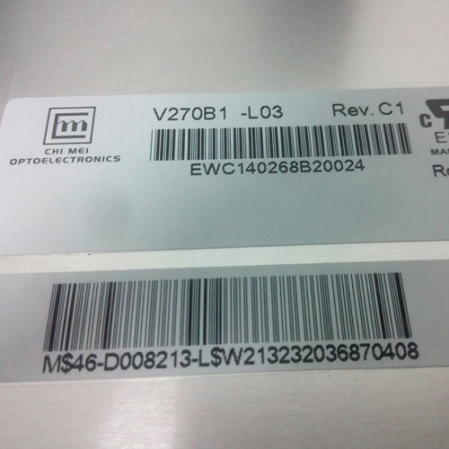 V270B1 -L03 Rev. C1
CHI MEI
OPTOELECTRONICS
EWC140268B20024
M$46-D008213-L$W213232036870408